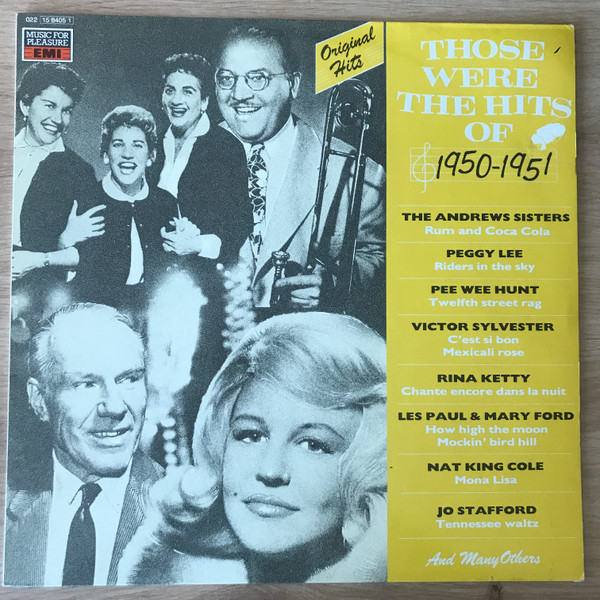 022 15 8405 1
MUSIC FOR
PLEASURE
EMI
Original
Hits
THOSE
WERE
THE HITS
OF
1950-1951
THE ANDREWS SISTERS
Rum and Coca Cola
PEGGY LEE
Riders in the sky
PEE WEE HUNT
Twelfth street rag
VICTOR SYLVESTER
C'est si bon
Mexicali rose
RINA KETTY
Chante encore dans la nuit
LES PAUL & MARY FORD
How high the moon
Mockin' bird hill
NAT KING COLE
Mona Lisa
JO STAFFORD
Tennessee waltz
And Many Others